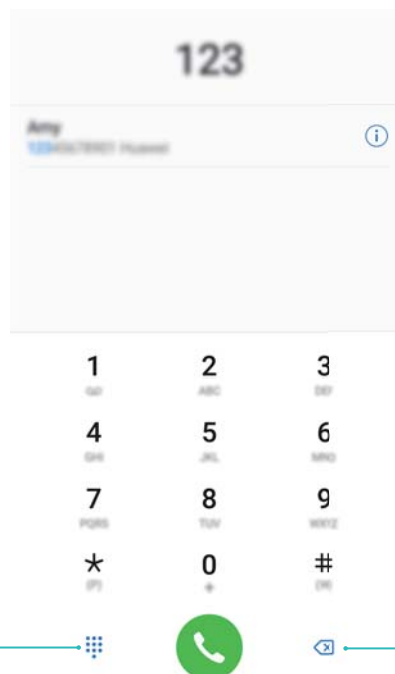 123
Amy
12345678901 Huawei
1 2 3
ABC DEF
4 5 6
GHI JKL MNO
7 8 9
PQRS TUV WXYZ
* 0 #
(P) + (W)